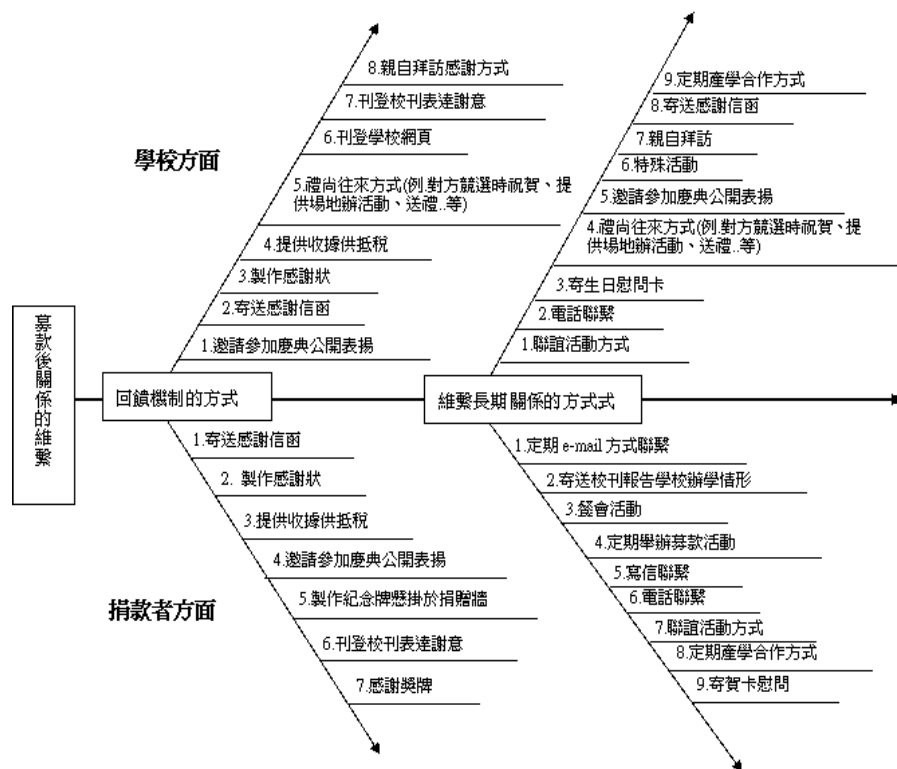 募款後關係的維繫
學校方面
8.親自拜訪感謝方式
7.刊登校刊表達謝意
6.刊登學校網頁
5.禮尚往來方式(例.對方競選時祝賀、提
供場地辦活動、送禮..等)
4.提供收據供抵稅
3.製作感謝狀
2.寄送感謝信函
1.邀請參加慶典公開表揚
回饋機制的方式
9.定期產學合作方式
8.寄送感謝信函
7.親自拜訪
6.特殊活動
5.邀請參加慶典公開表揚
4.禮尚往來方式(例.對方競選時祝賀、提
供場地辦活動、送禮..等)
3.寄生日慰問卡
2.電話聯繫
1.聯誼活動方式
維繫長期關係的方式式
捐款者方面
1.寄送感謝信函
2. 製作感謝狀
3.提供收據供抵稅
4.邀請參加慶典公開表揚
5.製作紀念牌懸掛於捐贈牆
6.刊登校刊表達謝意
7.感謝獎牌
1.定期 e-mail 方式聯繫
2.寄送校刊報告學校辦學情形
3.餐會活動
4.定期舉辦募款活動
5.寫信聯繫
6.電話聯繫
7.聯誼活動方式
8.定期產學合作方式
9.寄賀卡慰問